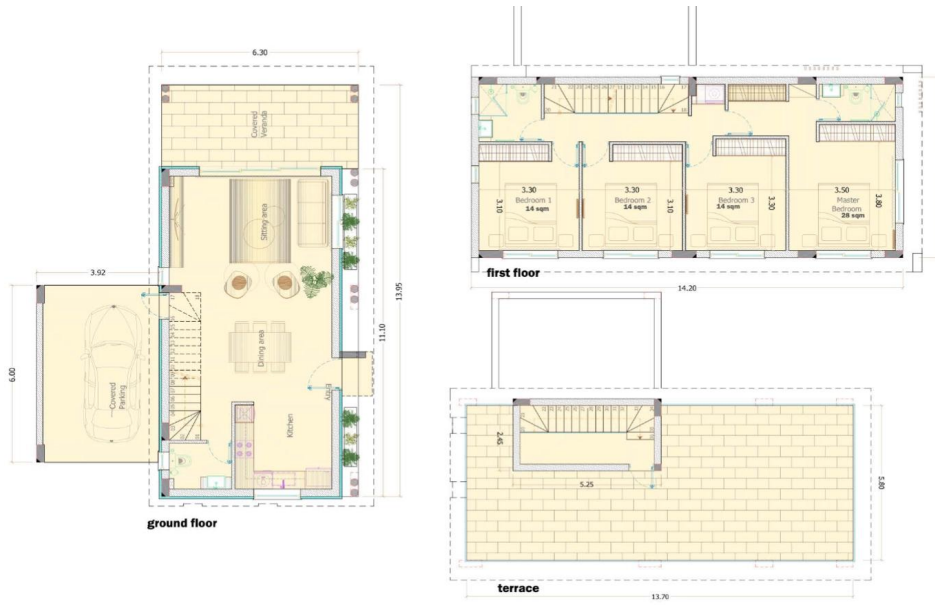 6.30
Covered
Veranda
Sitting area
3.92
13.95
11.10
6.00
Covered
Parking
Dining area
Entry
Kitchen
ground floor
3.30
Bedroom 1
14 sqm
3.10
3.30
Bedroom 2
14 sqm
3.10
3.30
Bedroom 3
14 sqm
3.30
3.50
Master
Bedroom
28 sqm
3.80
first floor
14.20
2.45
5.25
5.80
terrace
13.70